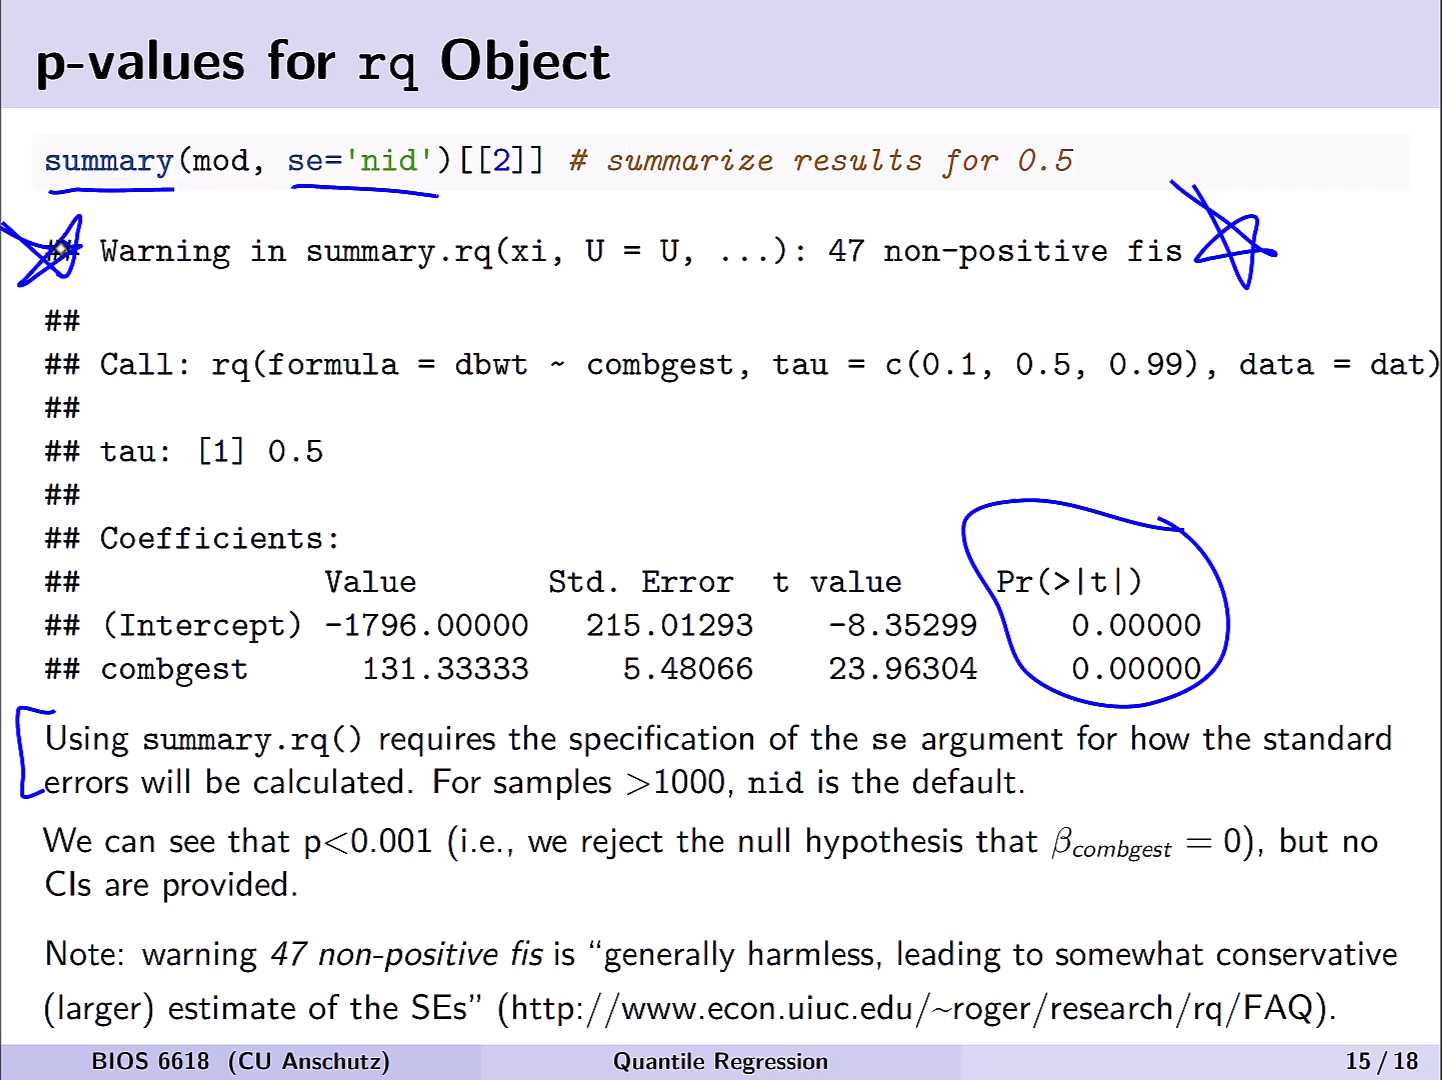 p-values for rq Object
summary(mod, se='nid')[[2]] # summarize results for 0.5
## Warning in summary.rq(xi, U = U, ...): 47 non-positive fis
##
## Call: rq(formula = dbwt ~ combgest, tau = c(0.1, 0.5, 0.99), data = dat)
##
## tau: [1] 0.5
##
## Coefficients:
## Value Std. Error t value Pr(>|t|)
## (Intercept) -1796.00000 215.01293 -8.35299 0.00000
## combgest 131.33333 5.48066 23.96304 0.00000
Using summary.rq() requires the specification of the se argument for how the standard
errors will be calculated. For samples >1000, nid is the default.
We can see that p<0.001 (i.e., we reject the null hypothesis that β_combgest = 0), but no
CIs are provided.
Note: warning 47 non-positive fis is “generally harmless, leading to somewhat conservative
(larger) estimate of the SEs” (http://www.econ.uiuc.edu/~roger/research/rq/FAQ).
BIOS 6618 (CU Anschutz) Quantile Regression 15 / 18